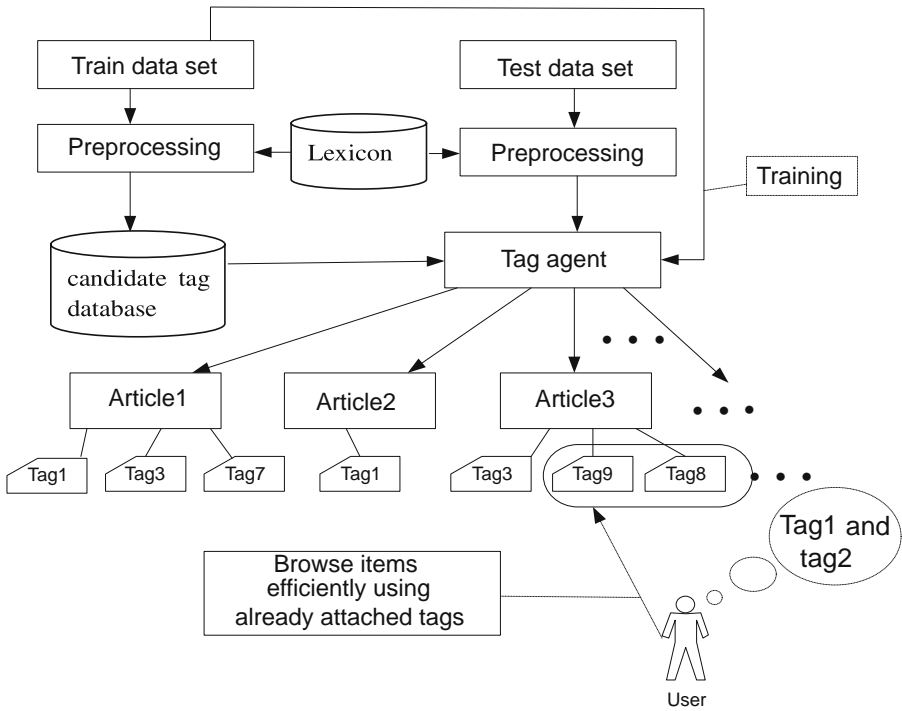 Train data set
Test data set
Preprocessing
Lexicon
Preprocessing
Training
candidate tag
database
Tag agent
Article1
Article2
Article3
Tag1
Tag3
Tag7
Tag1
Tag3
Tag9
Tag8
Tag1 and
tag2
Browse items
efficiently using
already attached tags
User